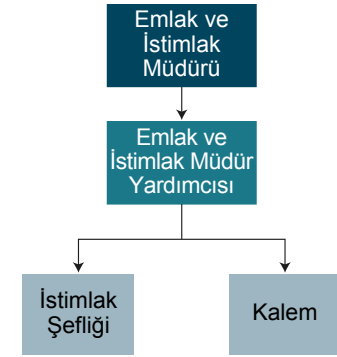 Emlak ve
İstimlak
Müdürü
Emlak ve
İstimlak Müdür
Yardımcısı
İstimlak
Şefliği
Kalem